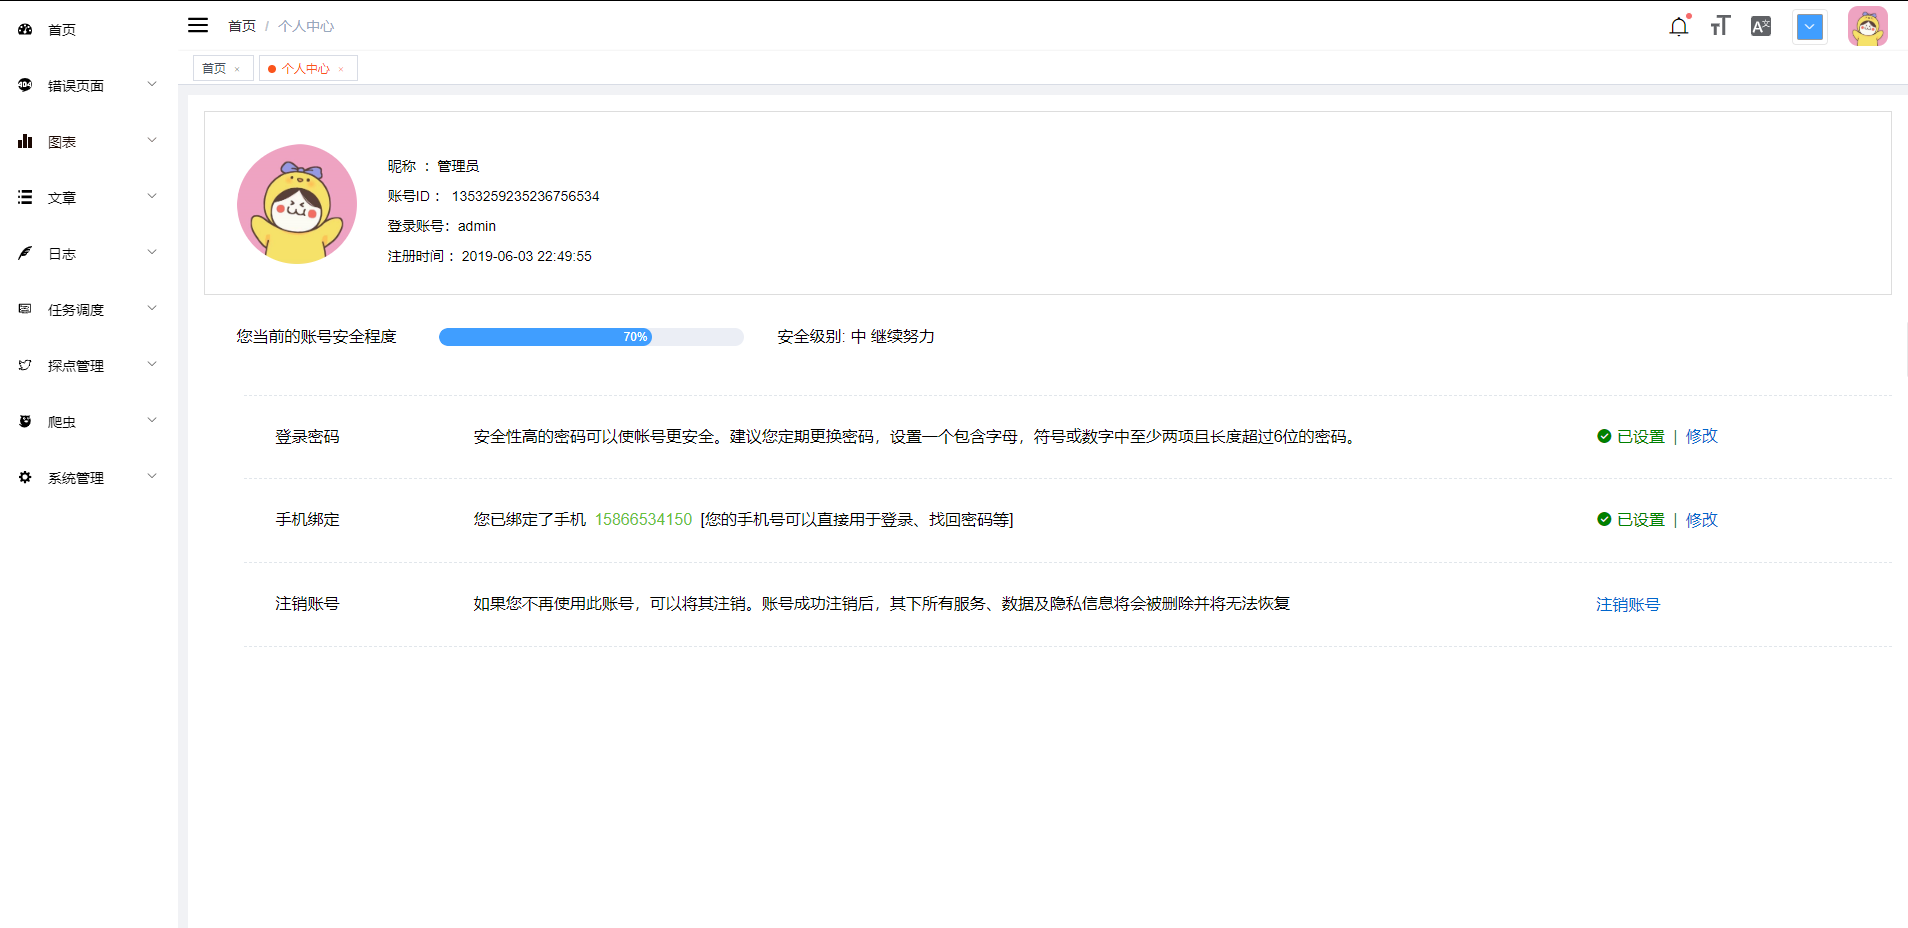 首页
错误页面
图表
文章
日志
任务调度
探点管理
爬虫
系统管理
首页 / 个人中心
首页 ×
个人中心 ×
昵称 ：管理员
账号ID： 1353259235236756534
登录账号：admin
注册时间 ：2019-06-03 22:49:55
您当前的账号安全程度
70%
安全级别: 中 继续努力
登录密码
安全性高的密码可以使帐号更安全。建议您定期更换密码，设置一个包含字母，符号或数字中至少两项且长度超过6位的密码。
已设置 | 修改
手机绑定
您已绑定了手机 15866534150 [您的手机号可以直接用于登录、找回密码等]
已设置 | 修改
注销账号
如果您不再使用此账号，可以将其注销。账号成功注销后，其下所有服务、数据及隐私信息将会被删除并将无法恢复
注销账号